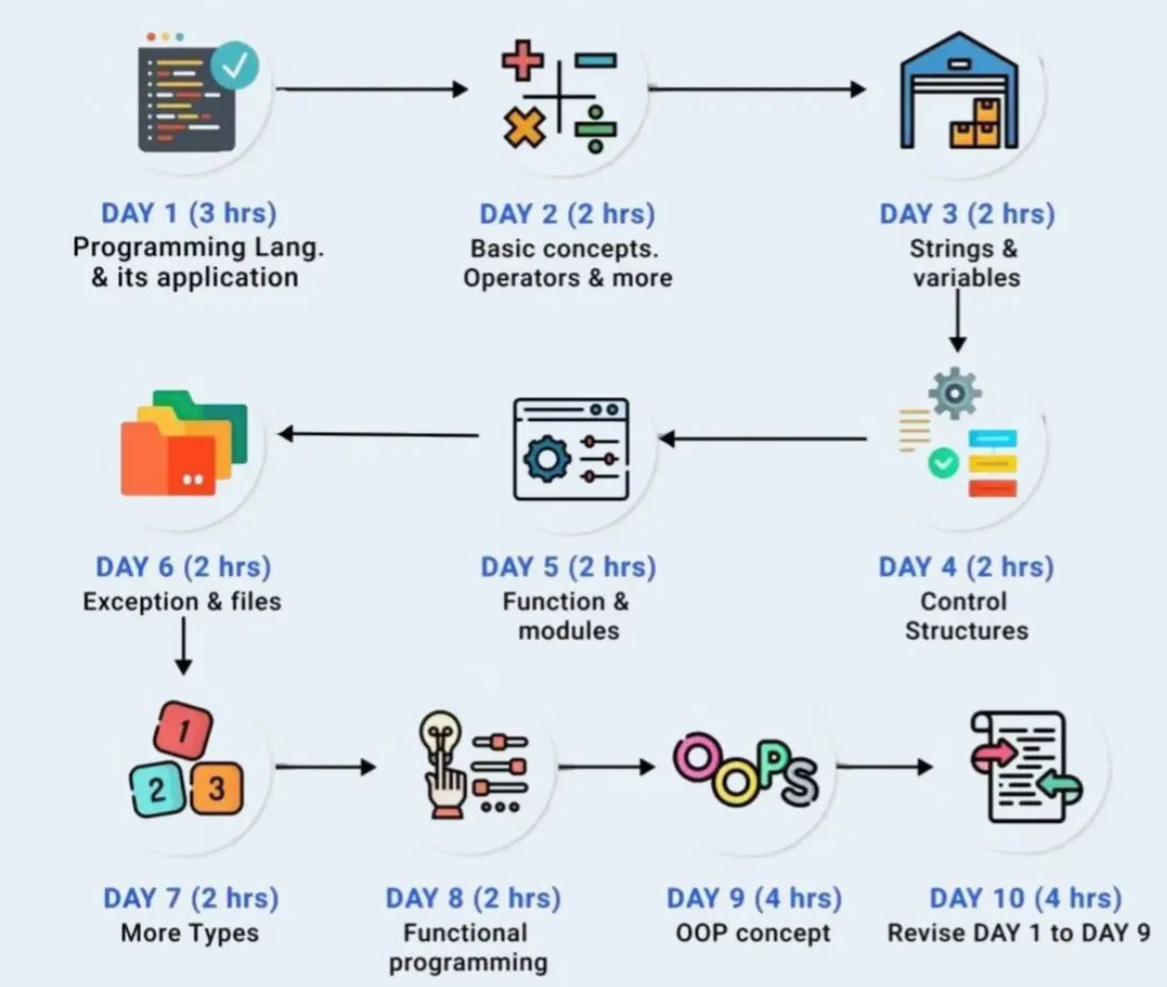 DAY 1 (3 hrs)
Programming Lang.
& its application
DAY 2 (2 hrs)
Basic concepts.
Operators & more
DAY 3 (2 hrs)
Strings &
variables
DAY 4 (2 hrs)
Control
Structures
DAY 5 (2 hrs)
Function &
modules
DAY 6 (2 hrs)
Exception & files
1
2 3
DAY 7 (2 hrs)
More Types
DAY 8 (2 hrs)
Functional
programming
OOPS
DAY 9 (4 hrs)
OOP concept
DAY 10 (4 hrs)
Revise DAY 1 to DAY 9